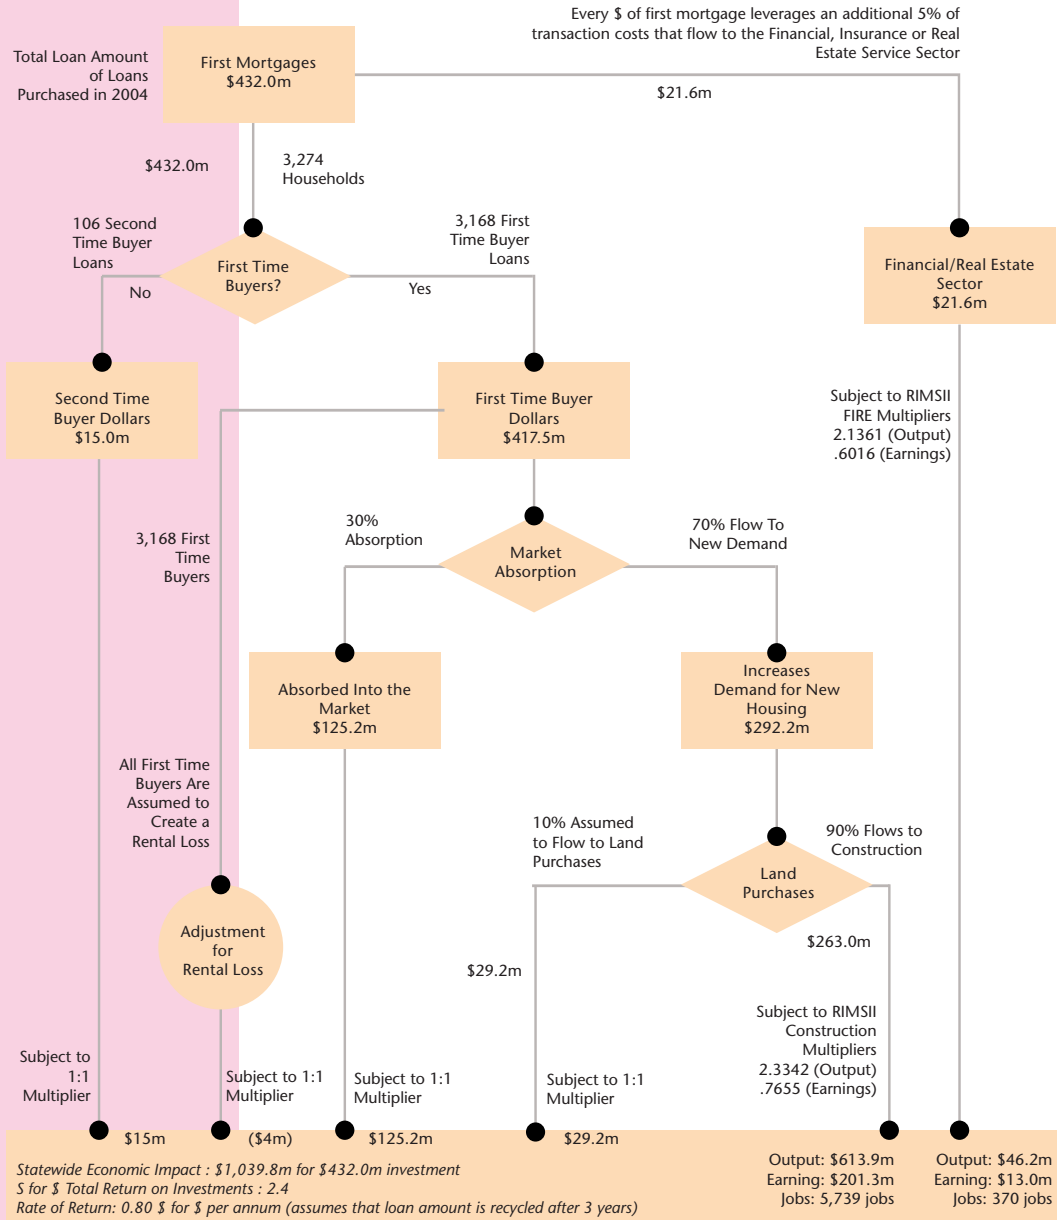 Every $ of first mortgage leverages an additional 5% of
transaction costs that flow to the Financial, Insurance or Real
Estate Service Sector
Total Loan Amount
of Loans
Purchased in 2004
First Mortgages
$432.0m
$21.6m
$432.0m
3,274
Households
106 Second
Time Buyer
Loans
3,168 First
Time Buyer
Loans
First Time
Buyers?
No
Yes
Financial/Real Estate
Sector
$21.6m
Second Time
Buyer Dollars
$15.0m
First Time Buyer
Dollars
$417.5m
Subject to RIMSII
FIRE Multipliers
2.1361 (Output)
.6016 (Earnings)
3,168 First
Time
Buyers
30%
Absorption
70% Flow To
New Demand
Market
Absorption
Absorbed Into the
Market
$125.2m
Increases
Demand for New
Housing
$292.2m
All First Time
Buyers Are
Assumed to
Create a
Rental Loss
10% Assumed
to Flow to Land
Purchases
90% Flows to
Construction
Land
Purchases
Adjustment
for
Rental Loss
$263.0m
$29.2m
Subject to RIMSII
Construction
Multipliers
2.3342 (Output)
.7655 (Earnings)
Subject to
1:1
Multiplier
Subject to 1:1
Multiplier
Subject to 1:1
Multiplier
Subject to 1:1
Multiplier
$15m
($4m)
$125.2m
$29.2m
Statewide Economic Impact : $1,039.8m for $432.0m investment
S for $ Total Return on Investments : 2.4
Rate of Return: 0.80 $ for $ per annum (assumes that loan amount is recycled after 3 years)
Output: $613.9m
Earning: $201.3m
Jobs: 5,739 jobs
Output: $46.2m
Earning: $13.0m
Jobs: 370 jobs